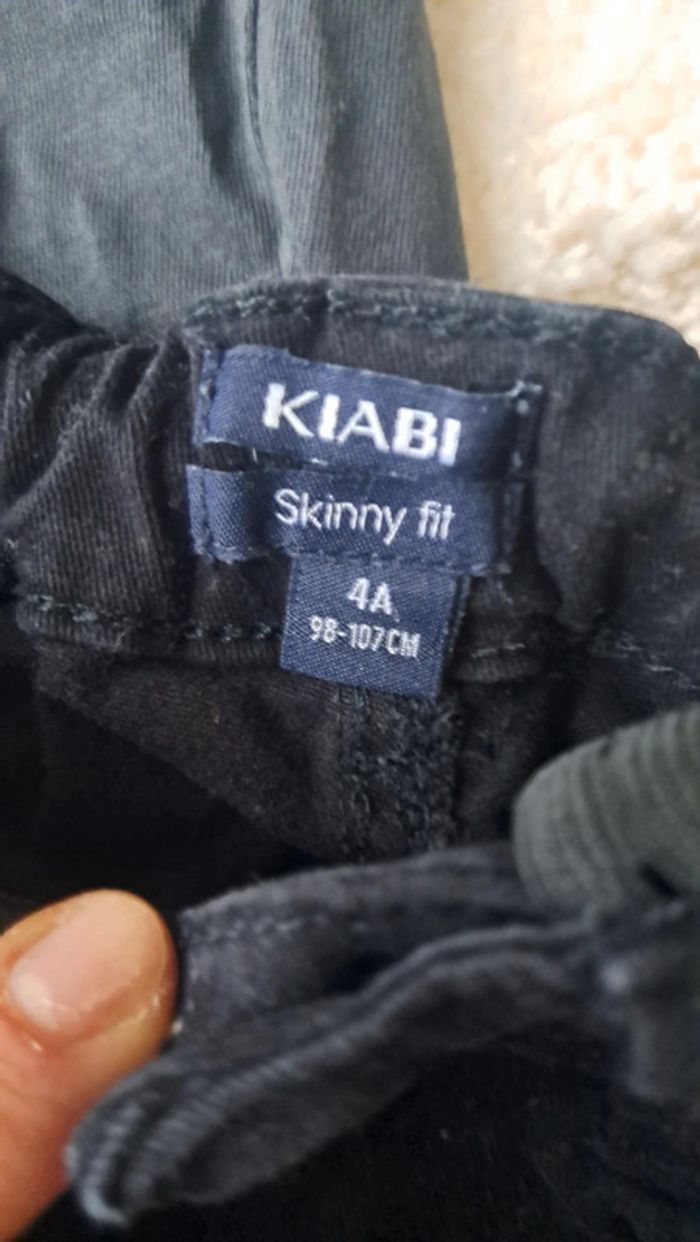 KIABI
Skinny fit
4A
98-107CM